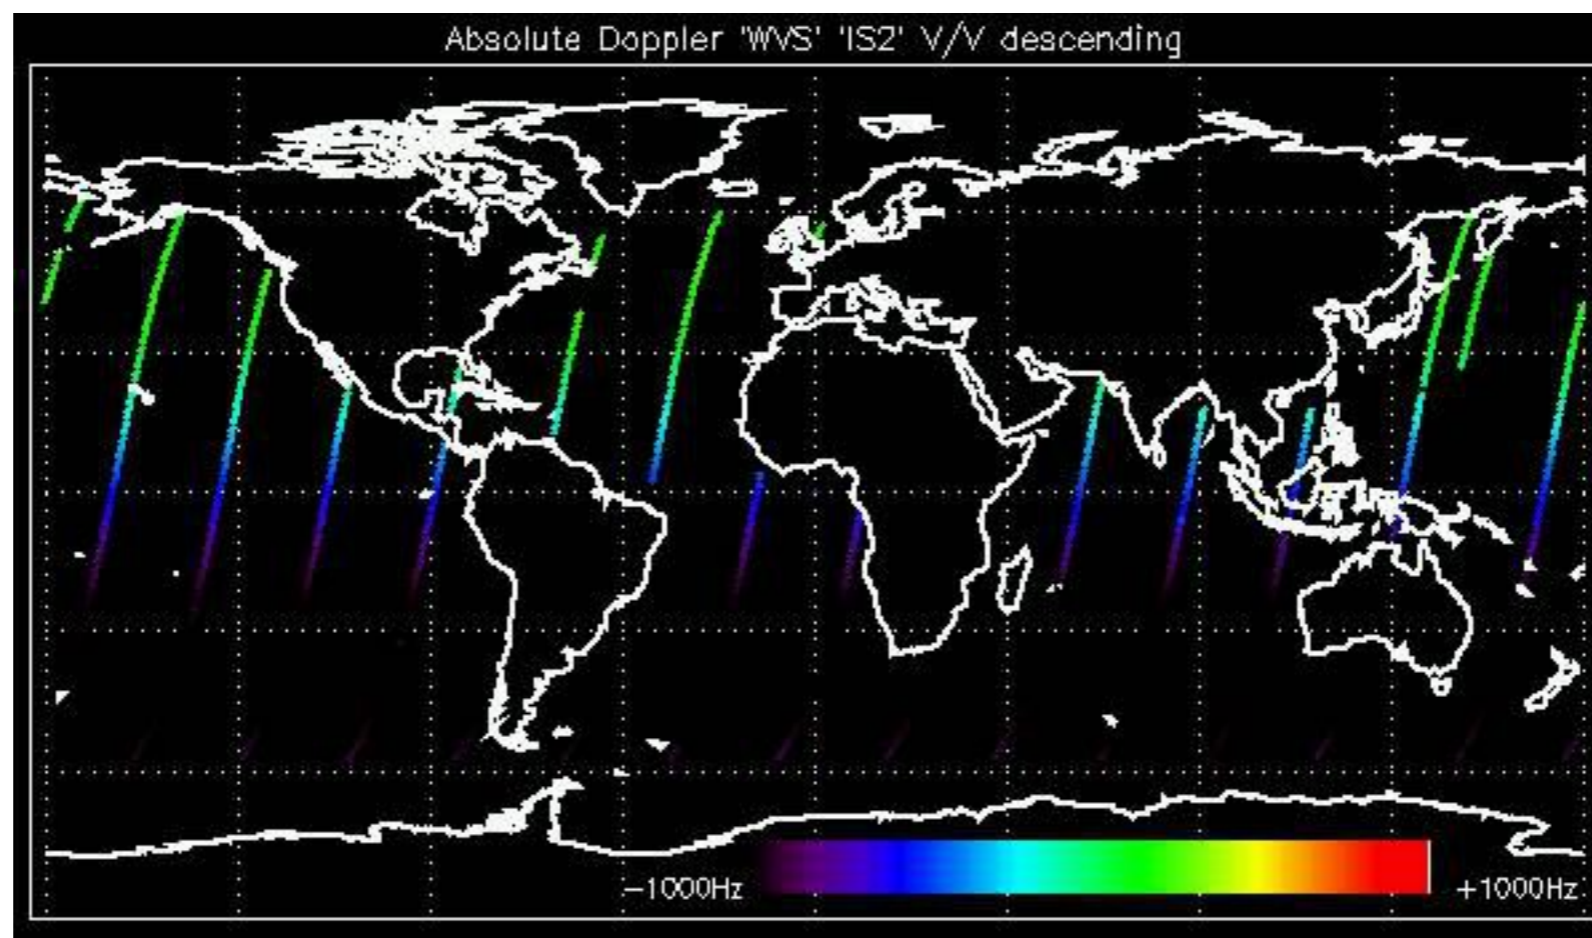 Absolute Doppler 'WVS' 'IS2' V/V descending
−1000Hz
+1000Hz